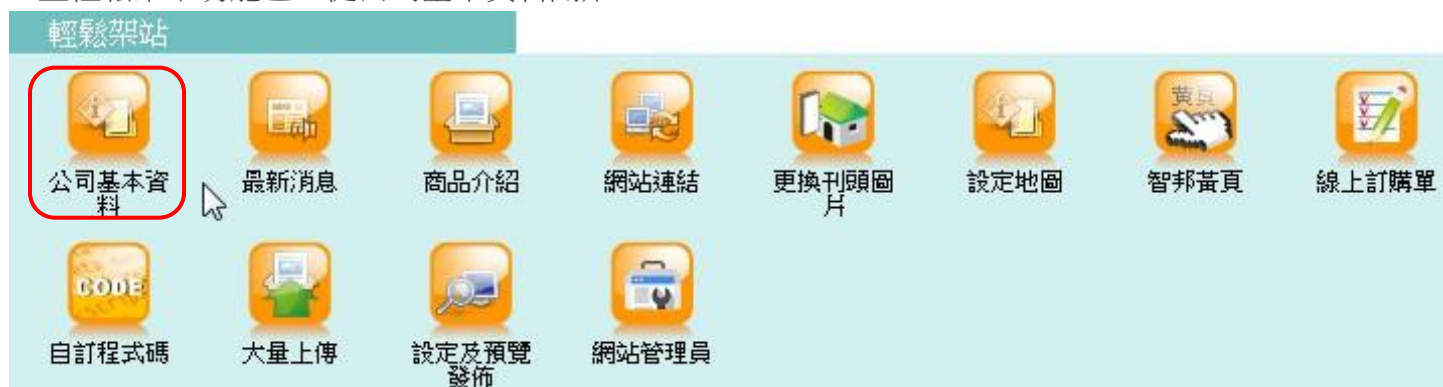 輕鬆架站
黃頁
公司基本資
料
最新消息
商品介紹
網站連結
更換刊頭圖
片
設定地圖
智邦黃頁
線上訂購單
CODE
自訂程式碼
大量上傳
設定及預覽
發佈
網站管理員